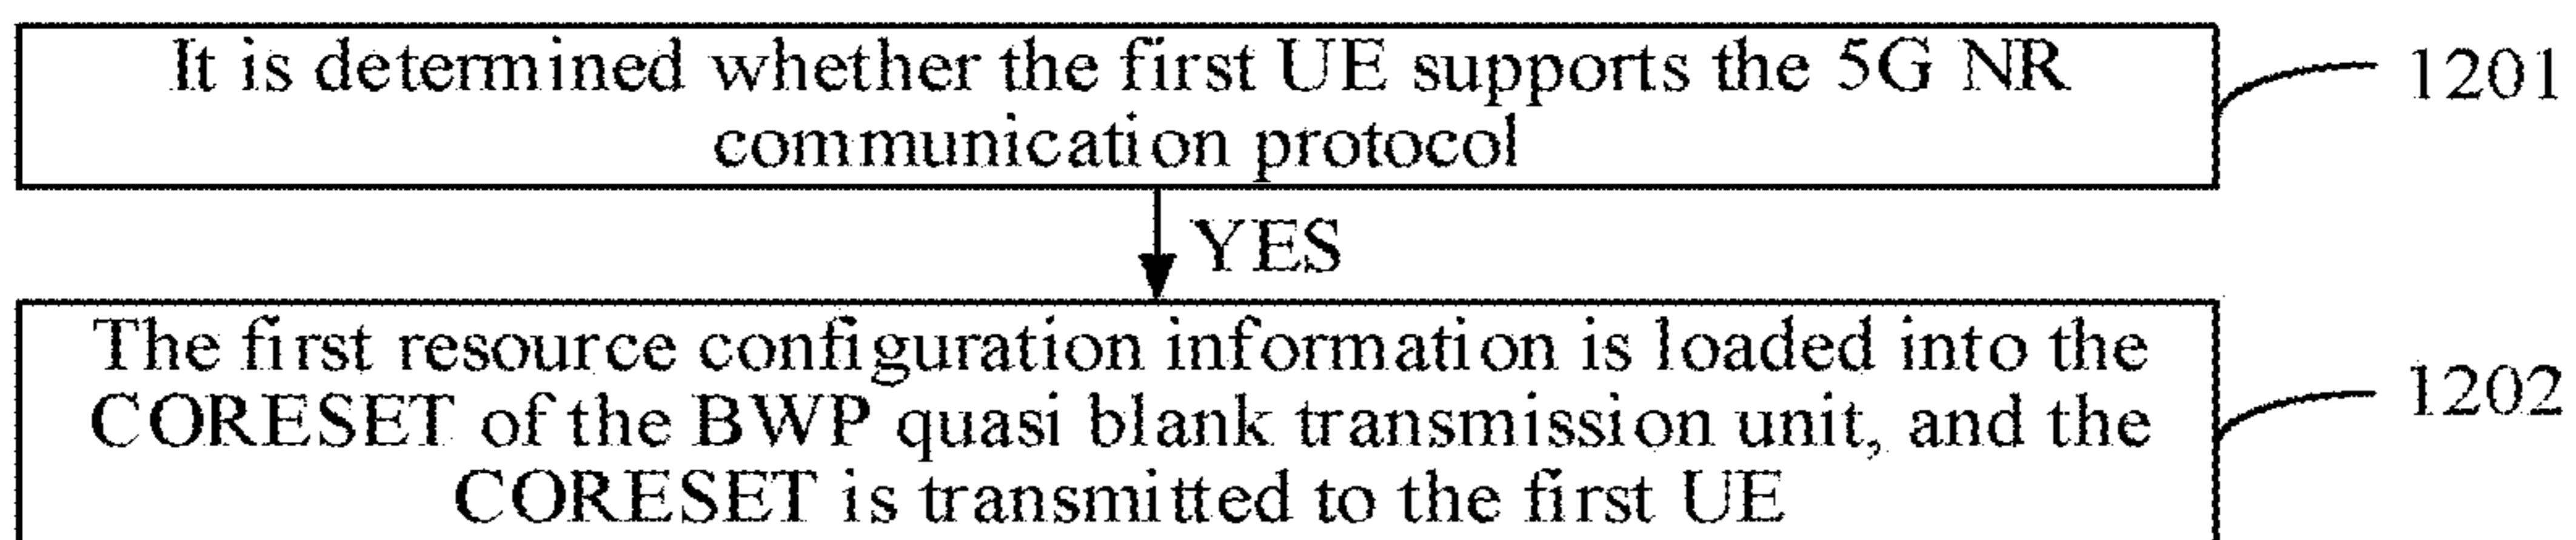 It is determined whether the first UE supports the 5G NR
communication protocol
1201
YES
The first resource configuration information is loaded into the
CORESET of the BWP quasi blank transmission unit, and the
CORESET is transmitted to the first UE
1202